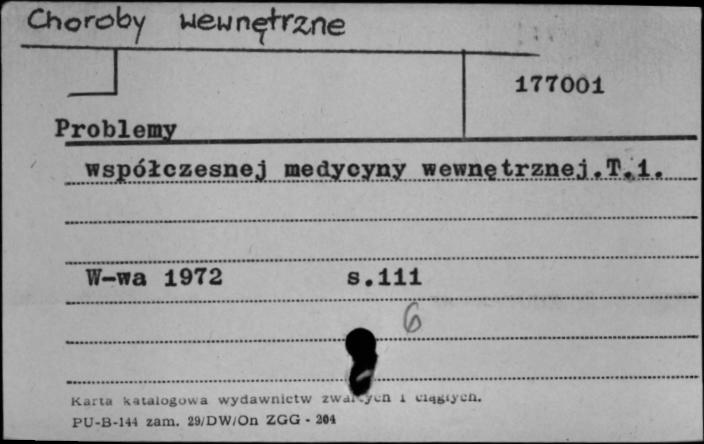 Choroby wewnętrzne
177001
Problemy
współczesnej medycyny wewnętrznej.T.1.
W-wa 1972 s.111
6
Karta katalogowa wydawnictw zwartych i ciągłych.
PU-B-144 zam. 29/DW/On ZGG - 204